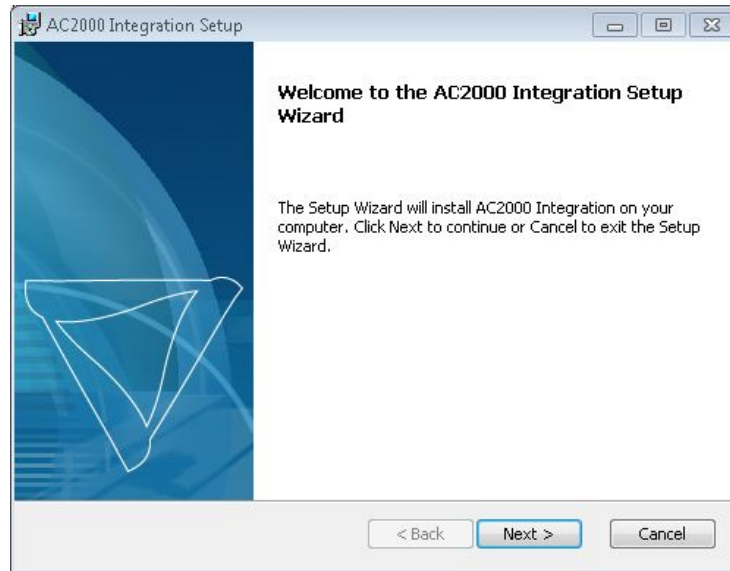 AC2000 Integration Setup
Welcome to the AC2000 Integration Setup
Wizard
The Setup Wizard will install AC2000 Integration on your
computer. Click Next to continue or Cancel to exit the Setup
Wizard.
< Back
Next >
Cancel